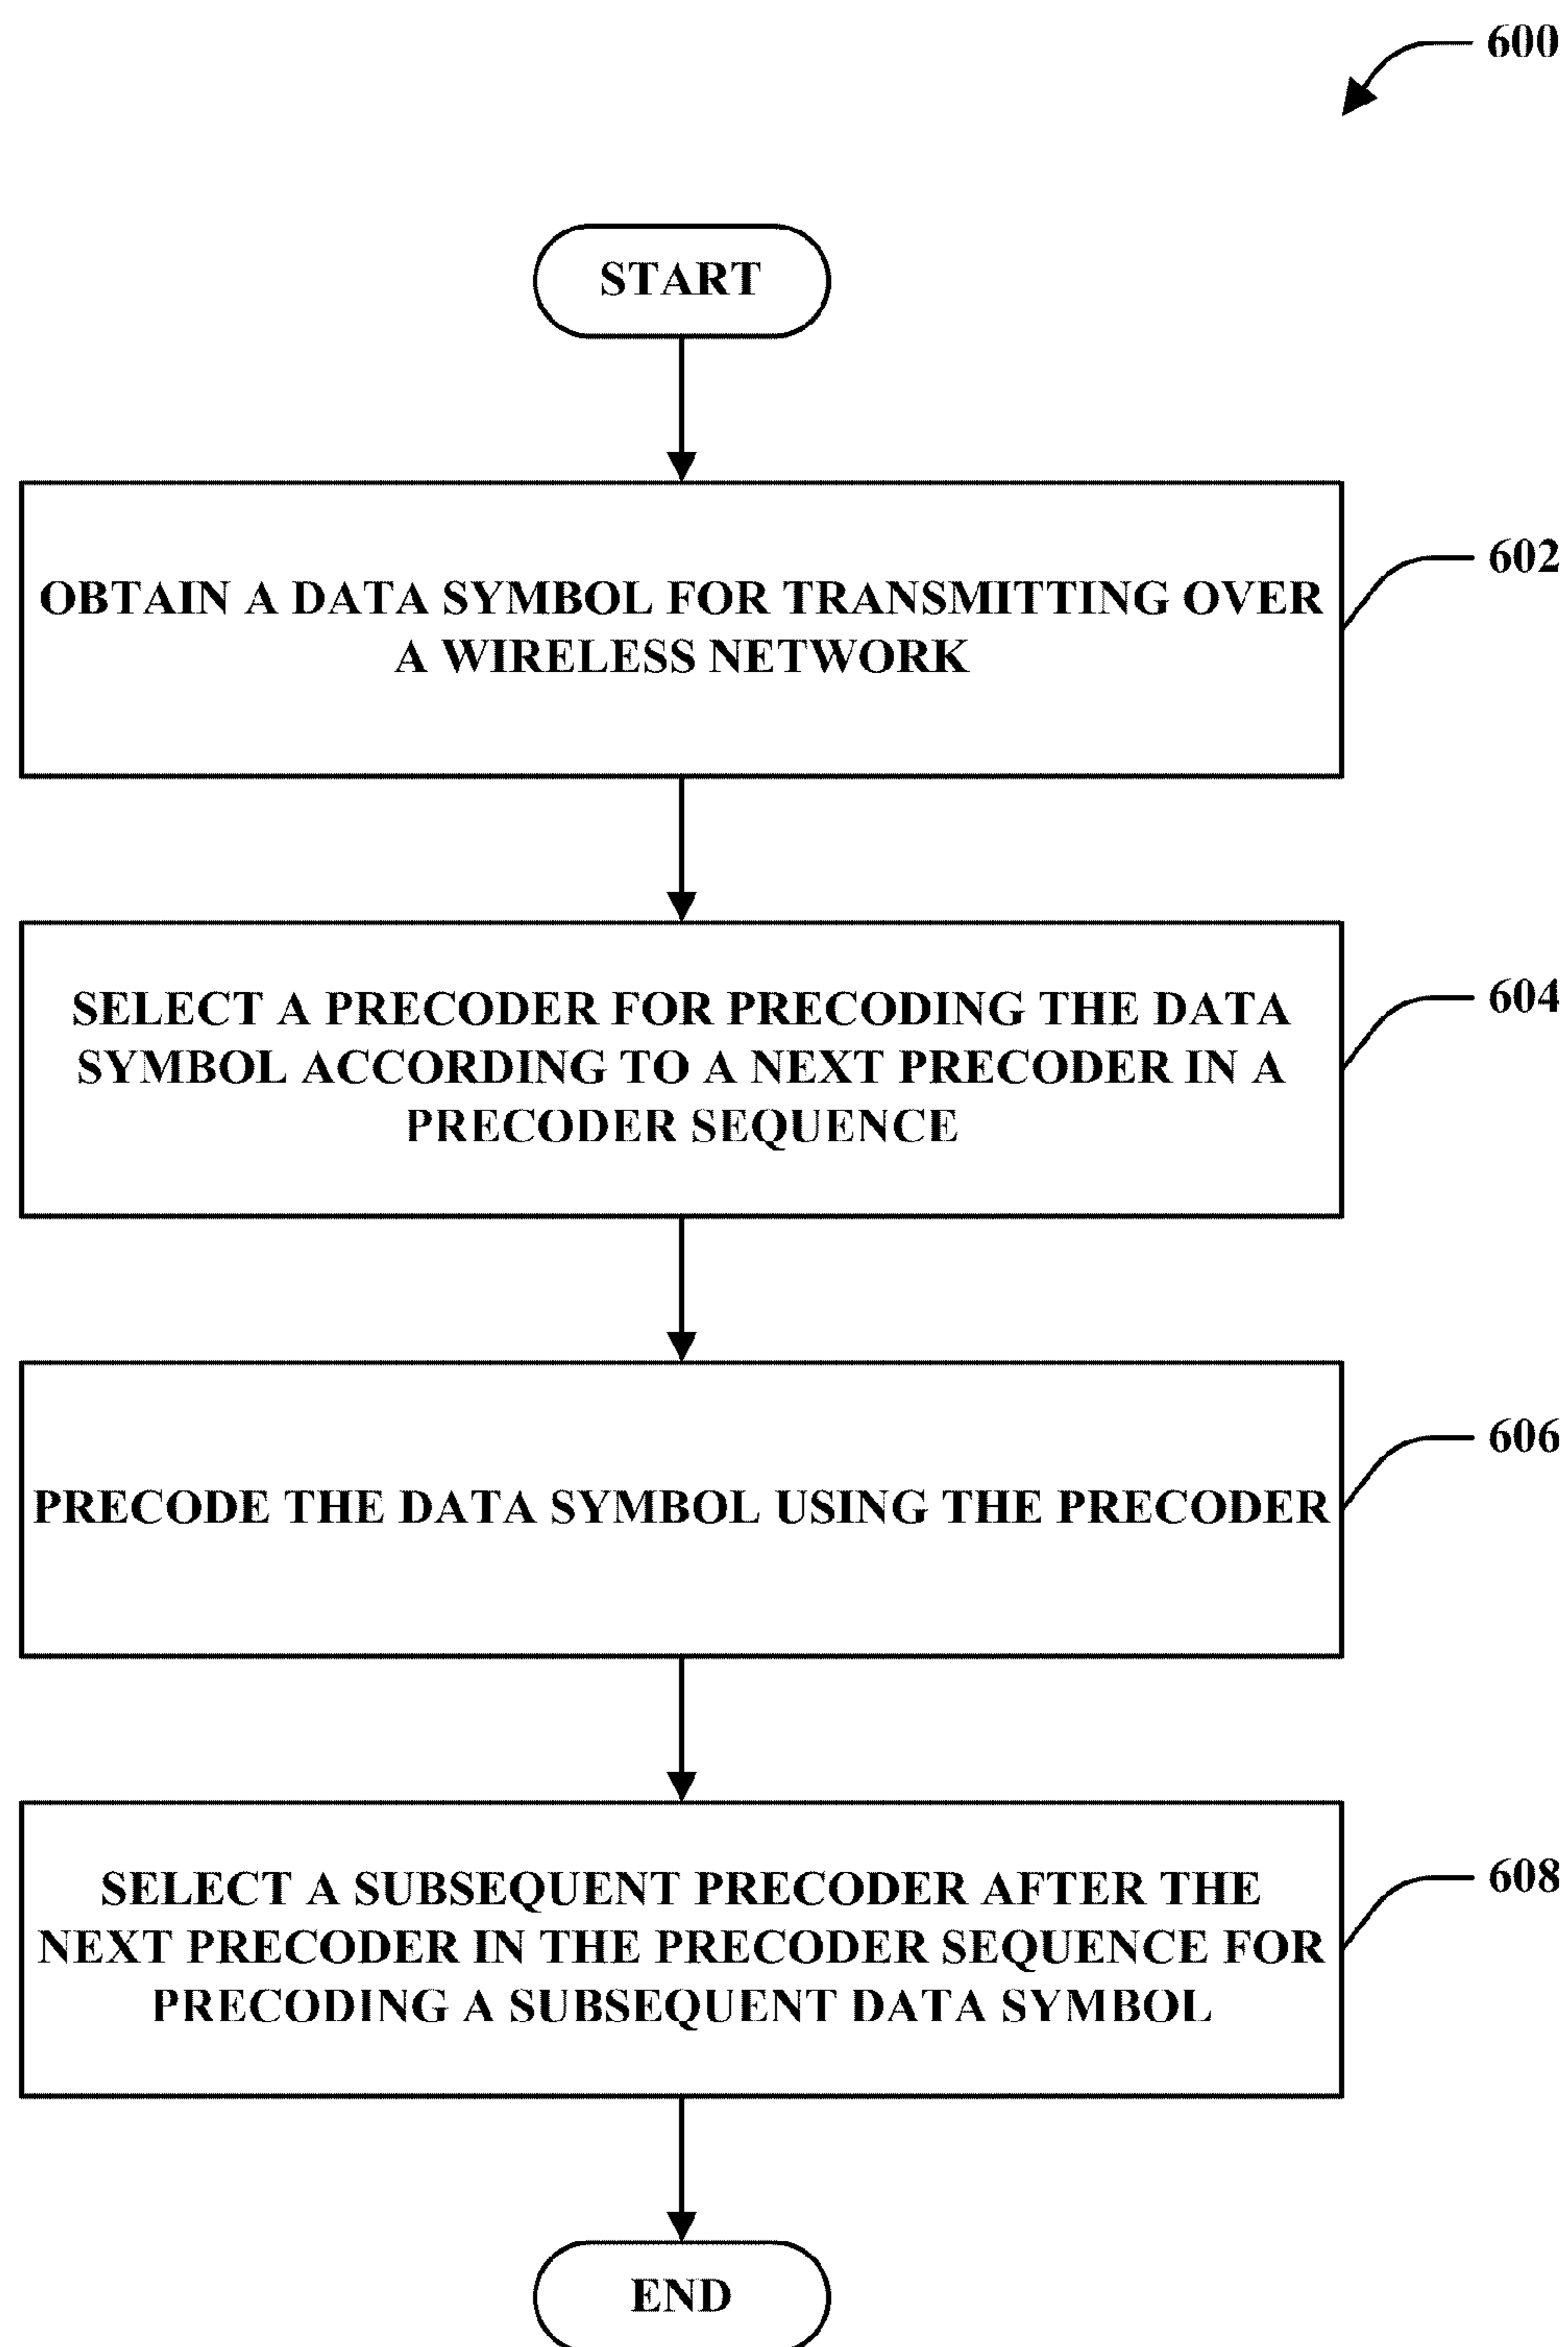 600
START
602
OBTAIN A DATA SYMBOL FOR TRANSMITTING OVER
A WIRELESS NETWORK
604
SELECT A PRECODER FOR PRECODING THE DATA
SYMBOL ACCORDING TO A NEXT PRECODER IN A
PRECODER SEQUENCE
606
PRECODE THE DATA SYMBOL USING THE PRECODER
608
SELECT A SUBSEQUENT PRECODER AFTER THE
NEXT PRECODER IN THE PRECODER SEQUENCE FOR
PRECODING A SUBSEQUENT DATA SYMBOL
END